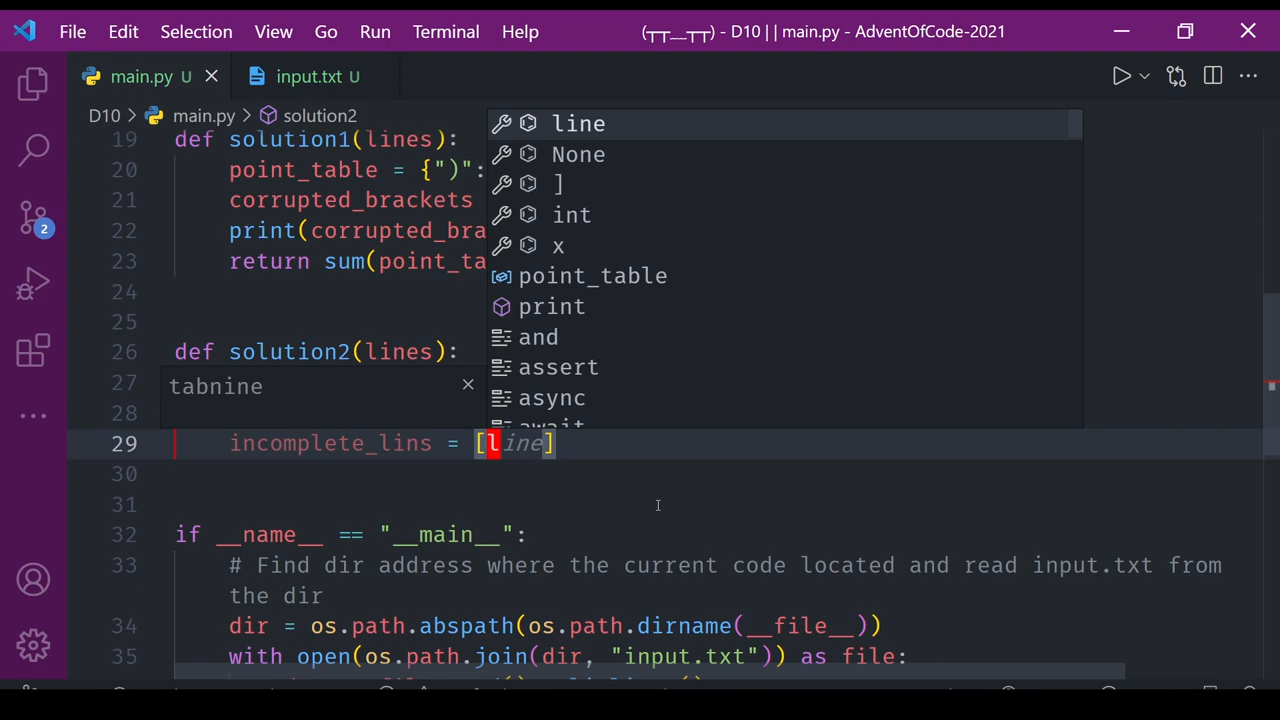 File Edit Selection View Go Run Terminal Help (┬┬__┬┬) - D10 || main.py - AdventOfCode-2021
main.py U input.txt U
D10 > main.py > solution2
19 def solution1(lines):
20 point_table = {")":
21 corrupted_brackets
22 print(corrupted_bra
23 return sum(point_ta
24
25
26 def solution2(lines):
27
28
29 incomplete_lins = [line]
30
31
32 if __name__ == "__main__":
33 # Find dir address where the current code located and read input.txt from
the dir
34 dir = os.path.abspath(os.path.dirname(__file__))
35 with open(os.path.join(dir, "input.txt")) as file:
line
None
]
int
x
point_table
print
and
assert
async
await
tabnine
2